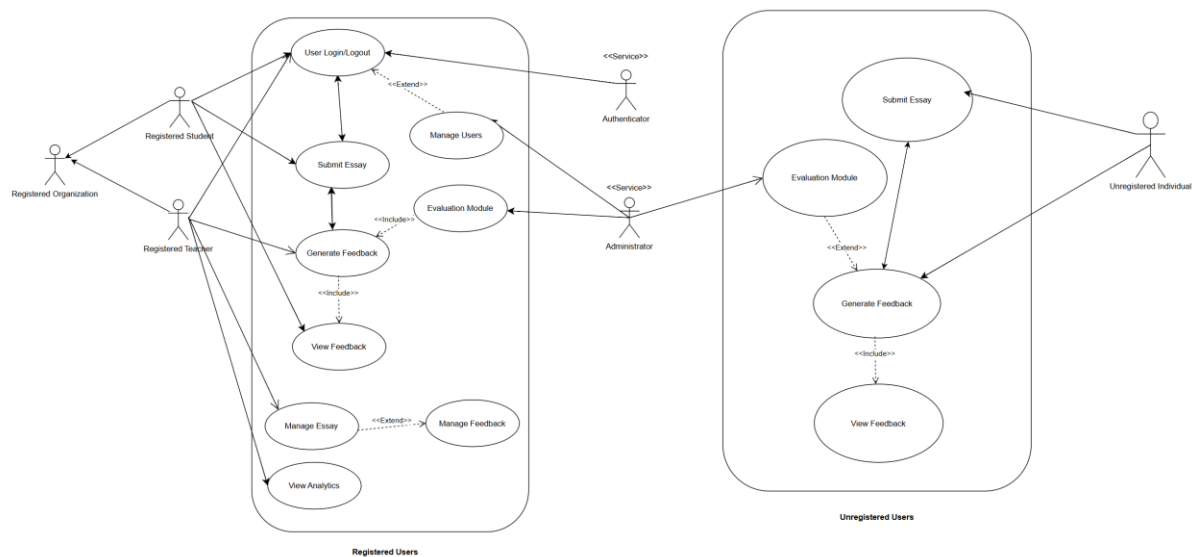 User Login/Logout
<<Service>>
<<Extend>>
Submit Essay
Authenticator
Manage Users
Registered Student
Submit Essay
Evaluation Module
Unregistered Individual
Registered Organization
<<Service>>
Evaluation Module
<<Include>>
Registered Teacher
Generate Feedback
Administrator
<<Extend>>
<<Include>>
Generate Feedback
View Feedback
<<Include>>
<<Extend>>
Manage Essay
Manage Feedback
View Feedback
View Analytics
Unregistered Users
Registered Users